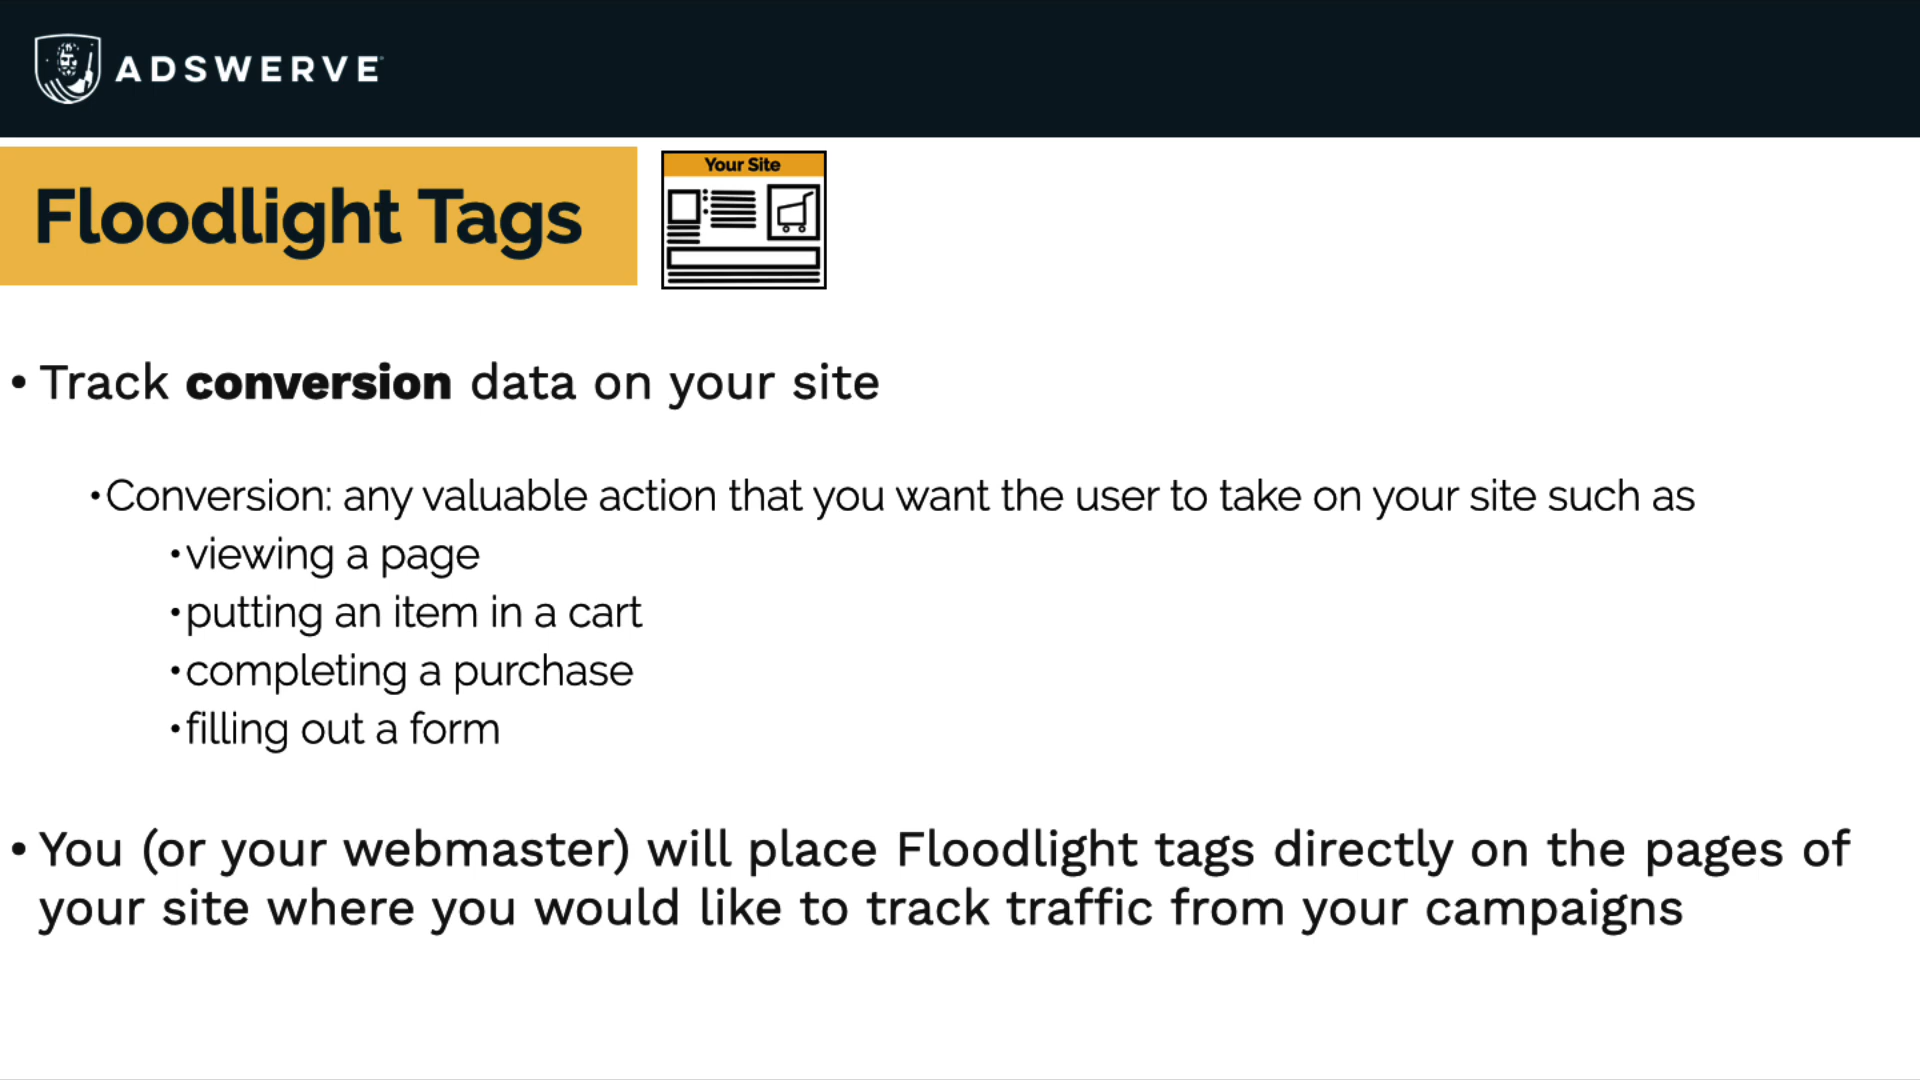 ADSWERVE
Floodlight Tags
Your Site
• Track conversion data on your site
• Conversion: any valuable action that you want the user to take on your site such as
• viewing a page
• putting an item in a cart
• completing a purchase
• filling out a form
• You (or your webmaster) will place Floodlight tags directly on the pages of
your site where you would like to track traffic from your campaigns